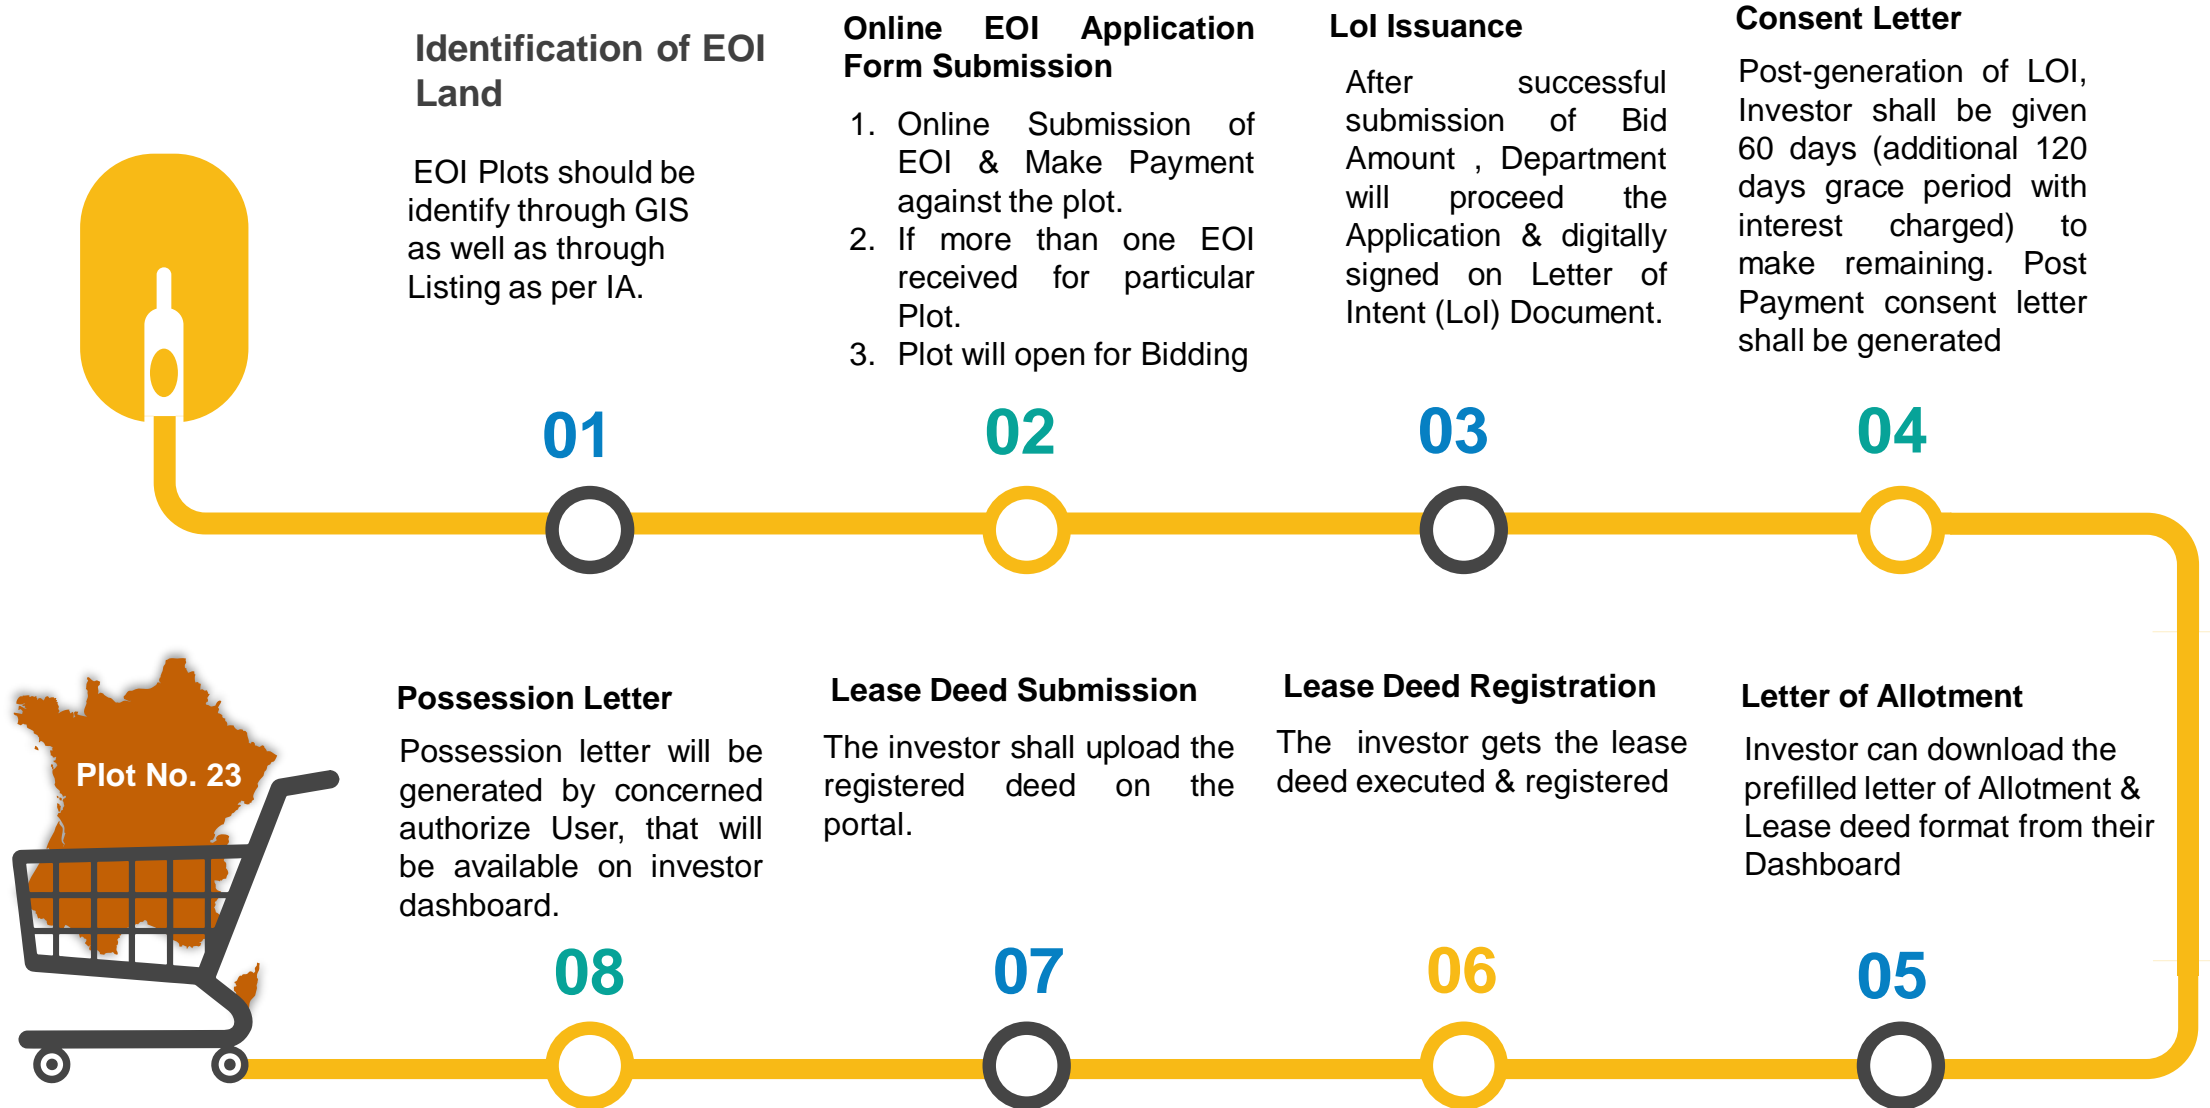 Identification of EOI
Land
EOI Plots should be
identify through GIS
as well as through
Listing as per IA.
01
Online EOI Application
Form Submission
1. Online Submission of
EOI & Make Payment
against the plot.
2. If more than one EOI
received for particular
Plot.
3. Plot will open for Bidding
02
LoI Issuance
After successful
submission of Bid
Amount , Department
will proceed the
Application & digitally
signed on Letter of
Intent (LoI) Document.
03
Consent Letter
Post-generation of LOI,
Investor shall be given
60 days (additional 120
days grace period with
interest charged) to
make remaining. Post
Payment consent letter
shall be generated
04
Plot No. 23
Possession Letter
Possession letter will be
generated by concerned
authorize User, that will
be available on investor
dashboard.
08
Lease Deed Submission
The investor shall upload the
registered deed on the
portal.
07
Lease Deed Registration
The investor gets the lease
deed executed & registered
06
Letter of Allotment
Investor can download the
prefilled letter of Allotment &
Lease deed format from their
Dashboard
05